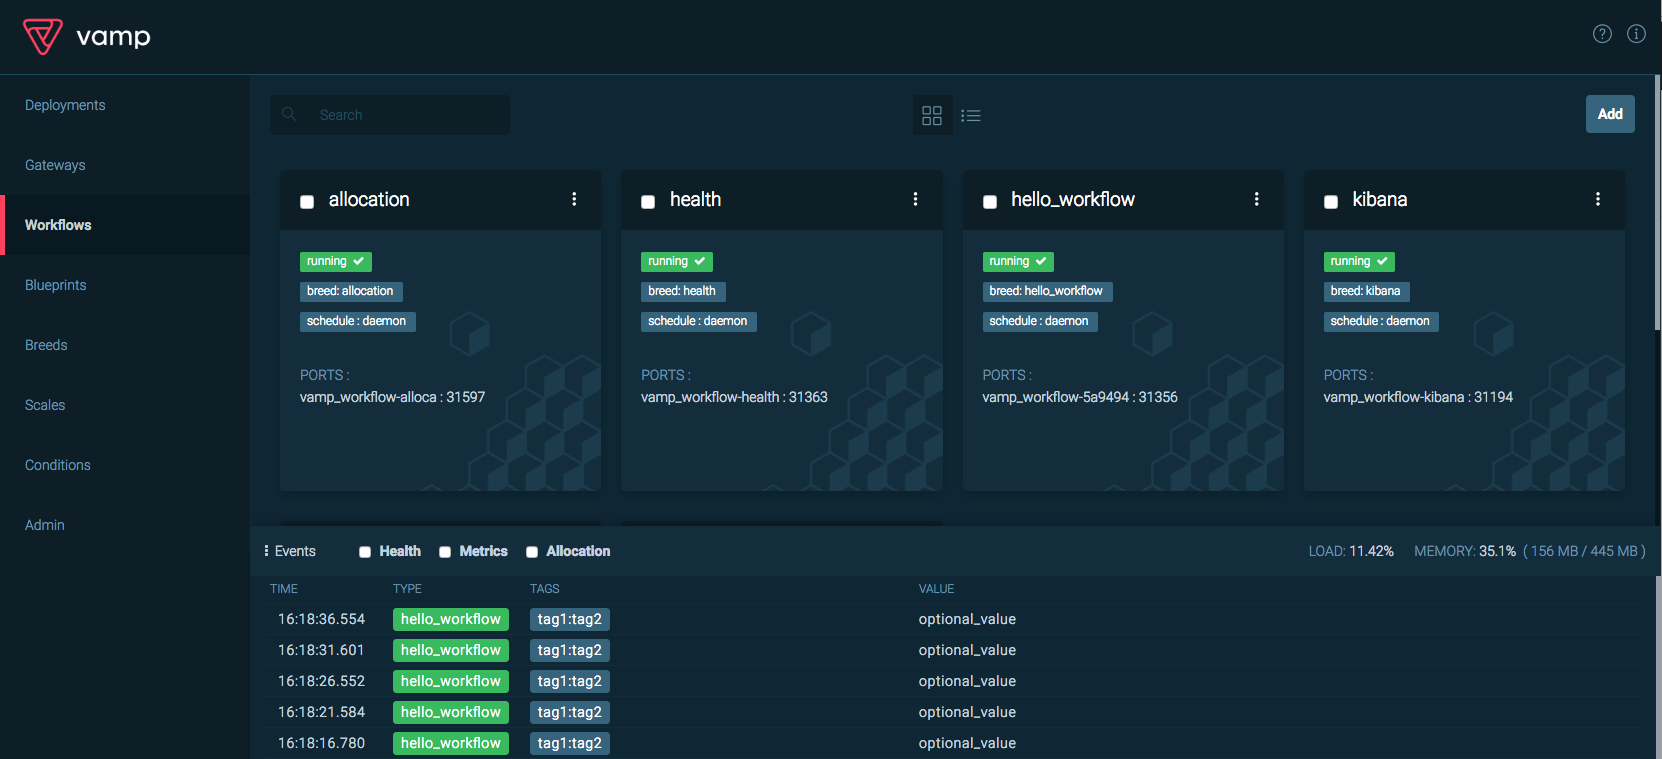 vamp
Deployments
Gateways
Workflows
Blueprints
Breeds
Scales
Conditions
Admin
Search
Add
allocation
running
breed: allocation
schedule : daemon
PORTS :
vamp_workflow-alloca : 31597
health
running
breed: health
schedule : daemon
PORTS :
vamp_workflow-health : 31363
hello_workflow
running
breed: hello_workflow
schedule : daemon
PORTS :
vamp_workflow-5a9494 : 31356
kibana
running
breed: kibana
schedule : daemon
PORTS :
vamp_workflow-kibana : 31194
Events Health Metrics Allocation LOAD: 11.42% MEMORY: 35.1% ( 156 MB / 445 MB )
TIME TYPE TAGS VALUE
16:18:36.554 hello_workflow tag1:tag2 optional_value
16:18:31.601 hello_workflow tag1:tag2 optional_value
16:18:26.552 hello_workflow tag1:tag2 optional_value
16:18:21.584 hello_workflow tag1:tag2 optional_value
16:18:16.780 hello_workflow tag1:tag2 optional_value